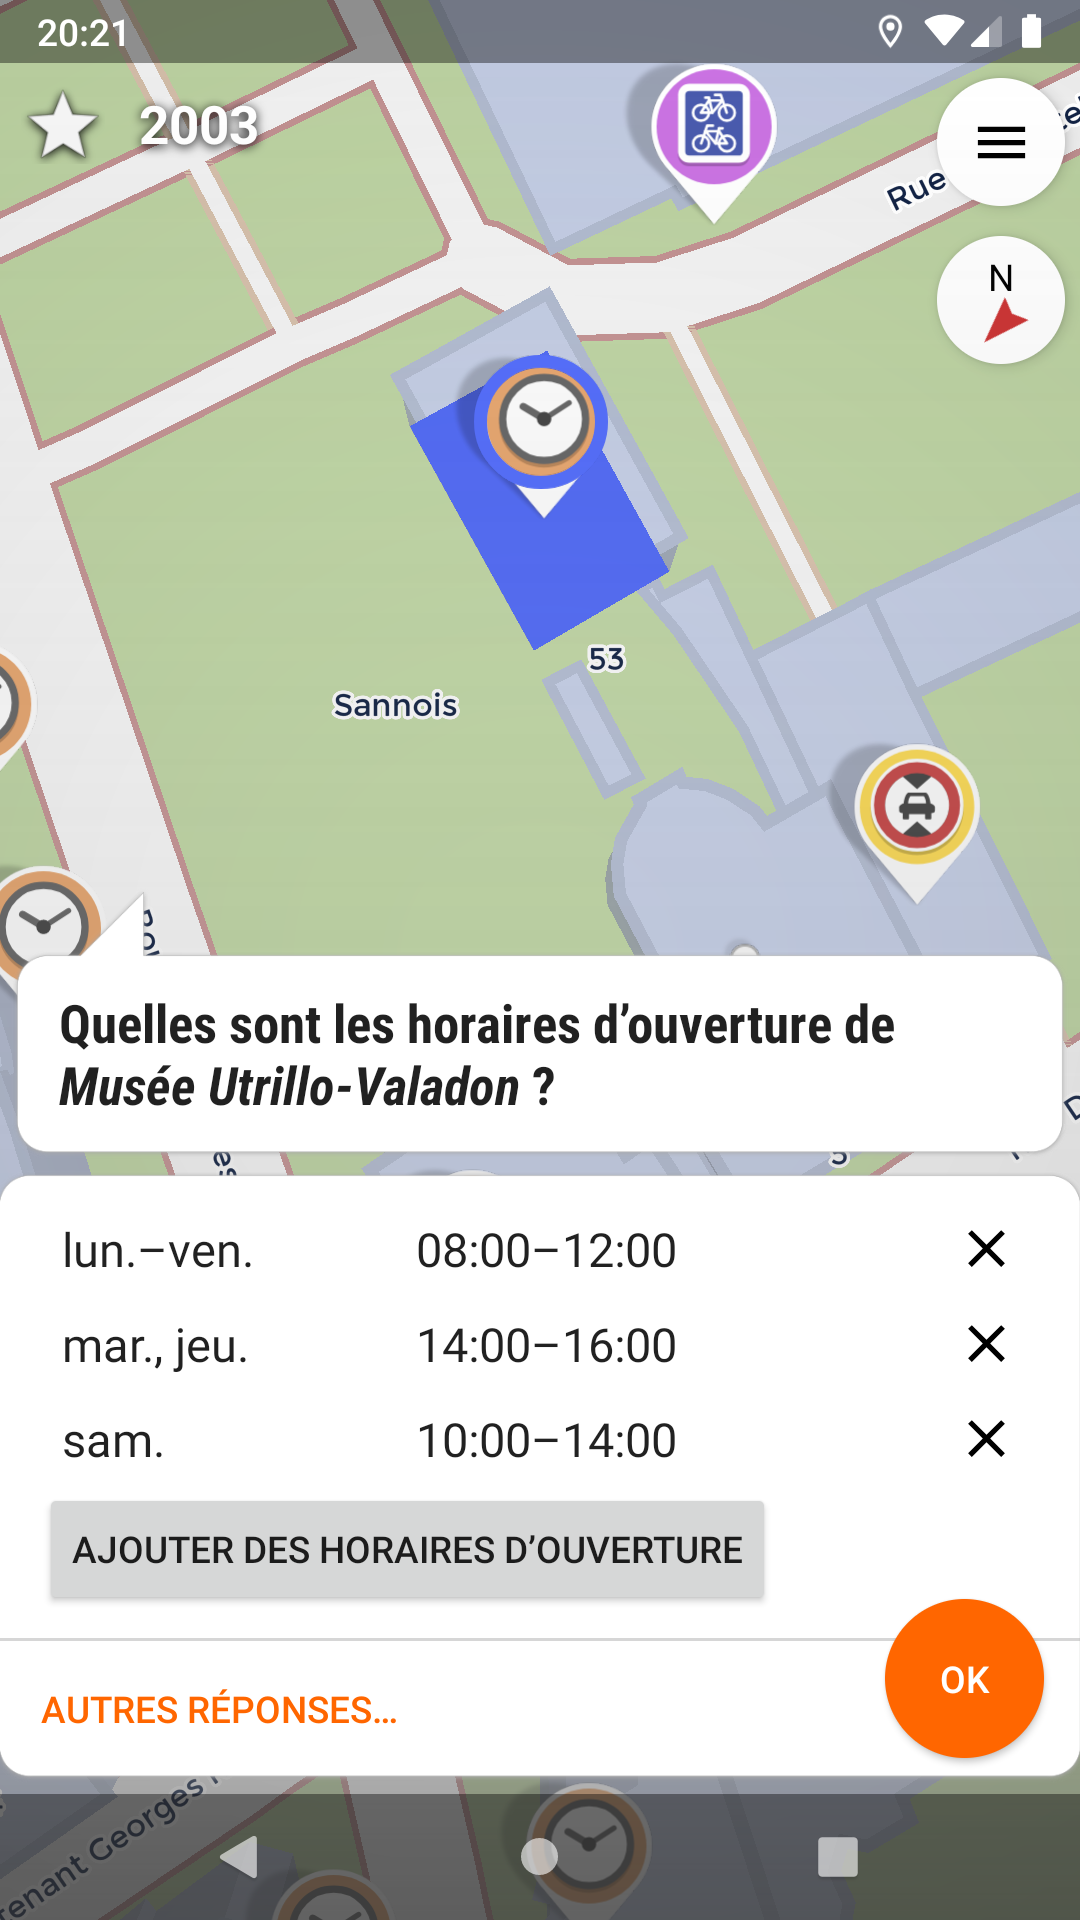 20:21
2003
Rue
N
53
Sannois
Quelles sont les horaires d’ouverture de
Musée Utrillo-Valadon ?
5
lun.–ven. 08:00–12:00
mar., jeu. 14:00–16:00
sam. 10:00–14:00
AJOUTER DES HORAIRES D’OUVERTURE
OK
AUTRES RÉPONSES…
Georges